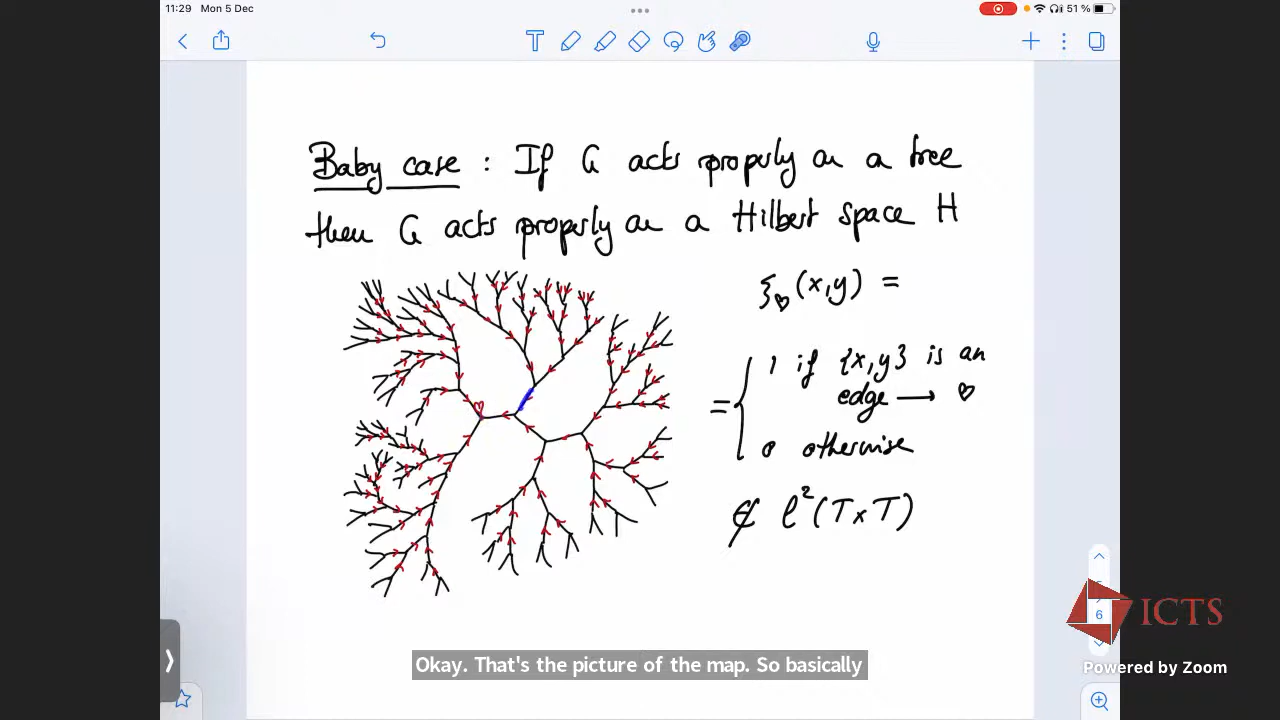 11:29 Mon 5 Dec
51 %
Baby case : If G acts properly on a tree
then G acts properly on a Hilbert space H
ξ♡(x,y) =
= { 1 if {x,y} is an
edge ⟶ ♡
0 otherwise
∉ ℓ²(T×T)
6
ICTS
Powered by Zoom
Okay. That's the picture of the map. So basically